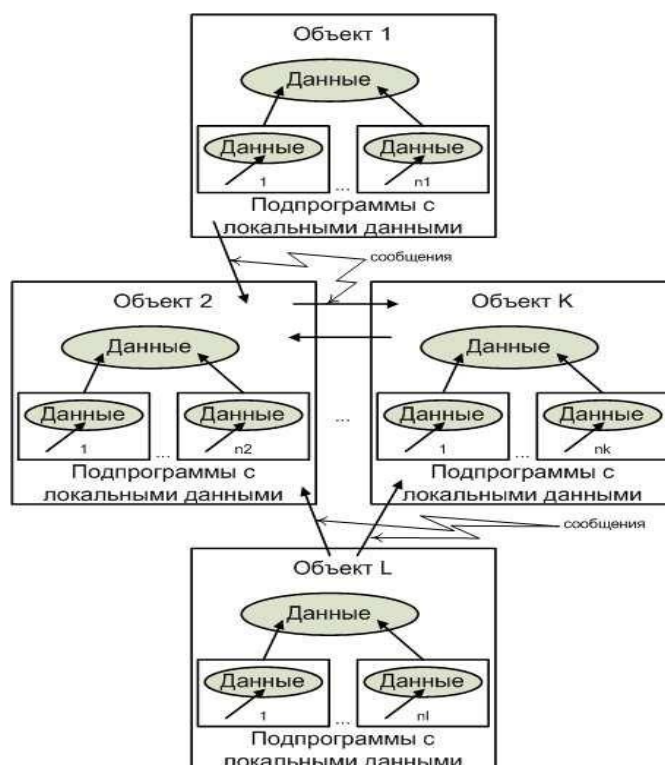 Объект 1
Данные
Данные
Данные
1
...
n1
Подпрограммы с
локальными данными
сообщения
Объект 2
Данные
Данные
Данные
1
...
n2
Подпрограммы с
локальными данными
...
Объект K
Данные
Данные
Данные
1
...
nk
Подпрограммы с
локальными данными
сообщения
Объект L
Данные
Данные
Данные
1
...
nl
Подпрограммы с
локальными данными